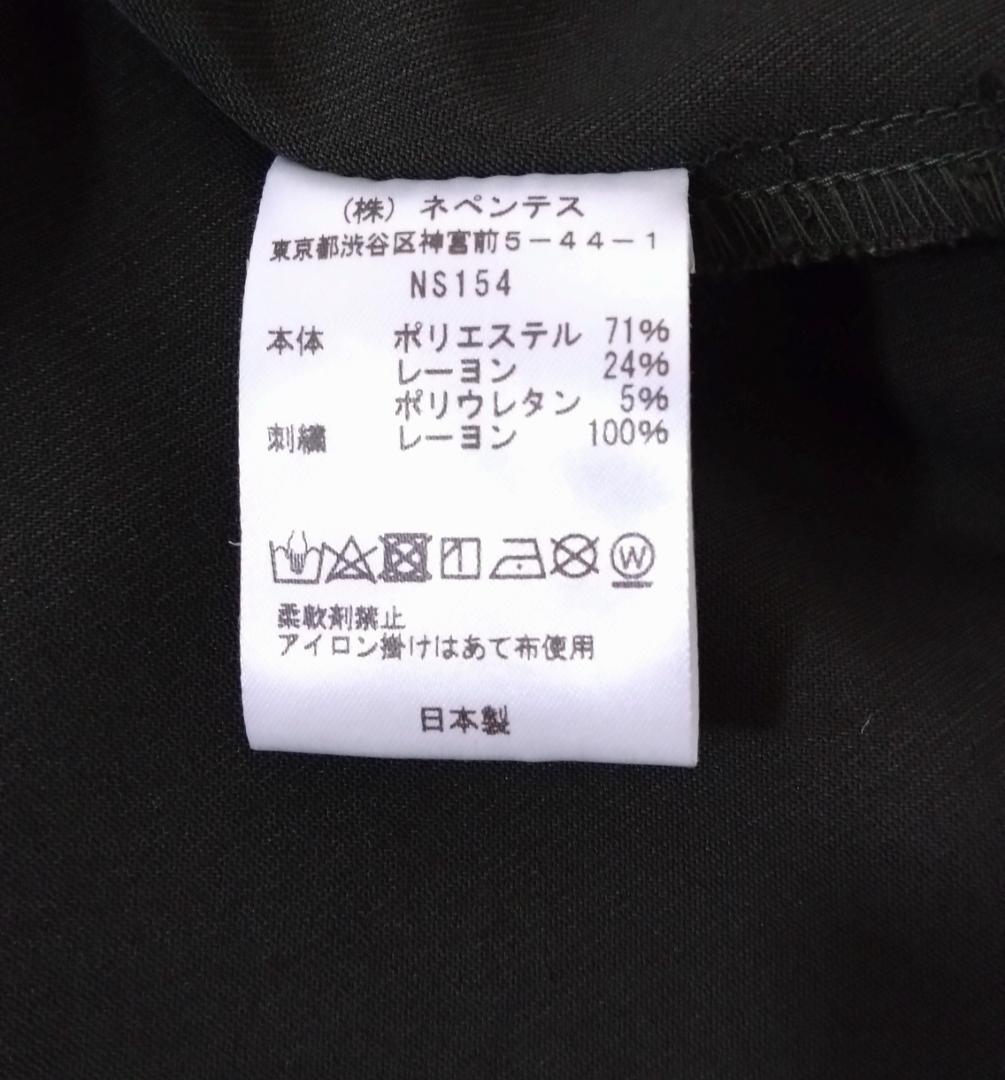 (株) ネペンテス
東京都渋谷区神宮前5-44-1
NS154
本体 ポリエステル 71%
レーヨン 24%
ポリウレタン 5%
刺繍 レーヨン 100%
W
柔軟剤禁止
アイロン掛けはあて布使用
日本製